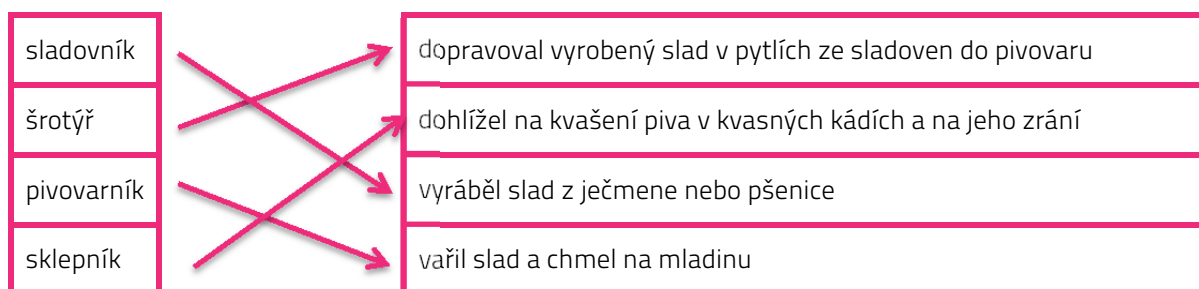 sladovník
dopravoval vyrobený slad v pytlích ze sladoven do pivovaru
šrotýř
dohlížel na kvašení piva v kvasných kádích a na jeho zrání
pivovarník
vyráběl slad z ječmene nebo pšenice
sklepník
vařil slad a chmel na mladinu